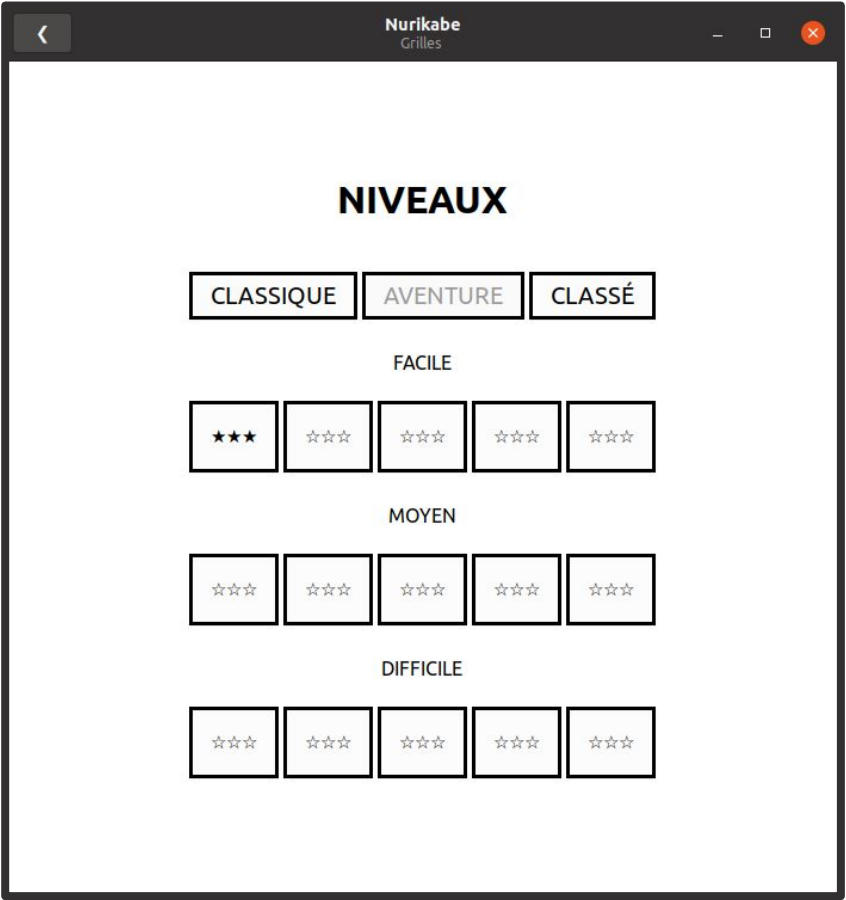 ❮
Nurikabe
Grilles
NIVEAUX
CLASSIQUE AVENTURE CLASSÉ
FACILE
★★★ ☆☆☆ ☆☆☆ ☆☆☆ ☆☆☆
MOYEN
☆☆☆ ☆☆☆ ☆☆☆ ☆☆☆ ☆☆☆
DIFFICILE
☆☆☆ ☆☆☆ ☆☆☆ ☆☆☆ ☆☆☆